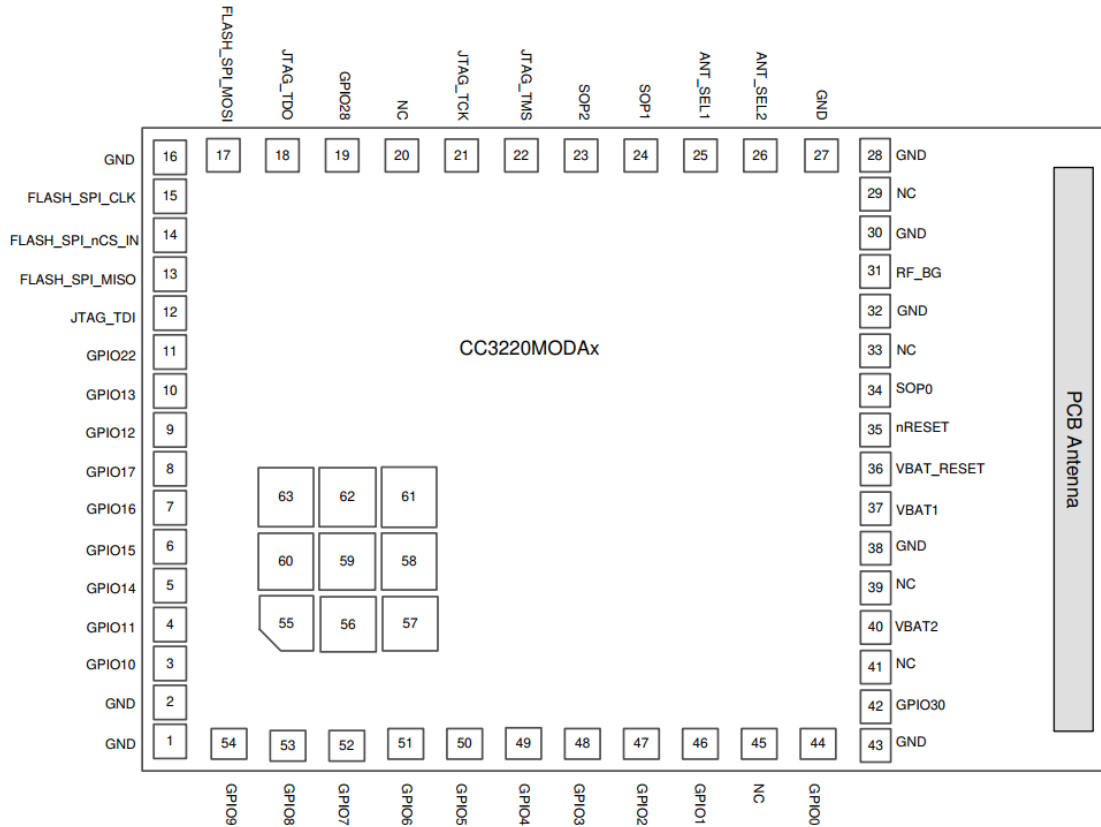 FLASH_SPI_MOSI
JTAG_TDO
GPIO28
NC
JTAG_TCK
JTAG_TMS
SOP2
SOP1
ANT_SEL1
ANT_SEL2
GND
GND 16 17 18 19 20 21 22 23 24 25 26 27 28 GND
FLASH_SPI_CLK 15 29 NC
FLASH_SPI_nCS_IN 14 30 GND
FLASH_SPI_MISO 13 31 RF_BG
JTAG_TDI 12 32 GND
GPIO22 11 CC3220MODAx 33 NC
GPIO13 10 34 SOP0
GPIO12 9 35 nRESET
GPIO17 8 36 VBAT_RESET
GPIO16 7 63 62 61 37 VBAT1
GPIO15 6 60 59 58 38 GND
GPIO14 5 39 NC
GPIO11 4 55 56 57 40 VBAT2
GPIO10 3 41 NC
GND 2 42 GPIO30
GND 1 54 53 52 51 50 49 48 47 46 45 44 43 GND
PCB Antenna
GPIO9
GPIO8
GPIO7
GPIO6
GPIO5
GPIO4
GPIO3
GPIO2
GPIO1
NC
GPIO0